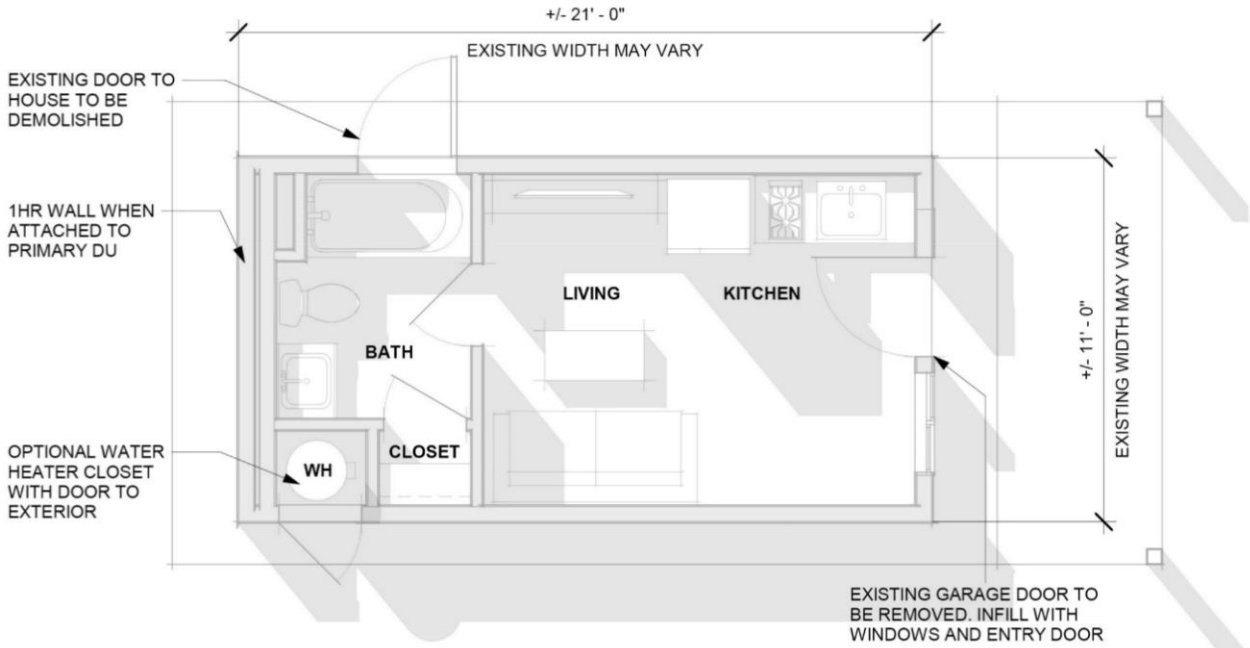 +/- 21' - 0"
EXISTING WIDTH MAY VARY
EXISTING DOOR TO
HOUSE TO BE
DEMOLISHED
1HR WALL WHEN
ATTACHED TO
PRIMARY DU
LIVING
KITCHEN
BATH
+/- 11' - 0"
EXISTING WIDTH MAY VARY
OPTIONAL WATER
HEATER CLOSET
WITH DOOR TO
EXTERIOR
WH
CLOSET
EXISTING GARAGE DOOR TO
BE REMOVED. INFILL WITH
WINDOWS AND ENTRY DOOR